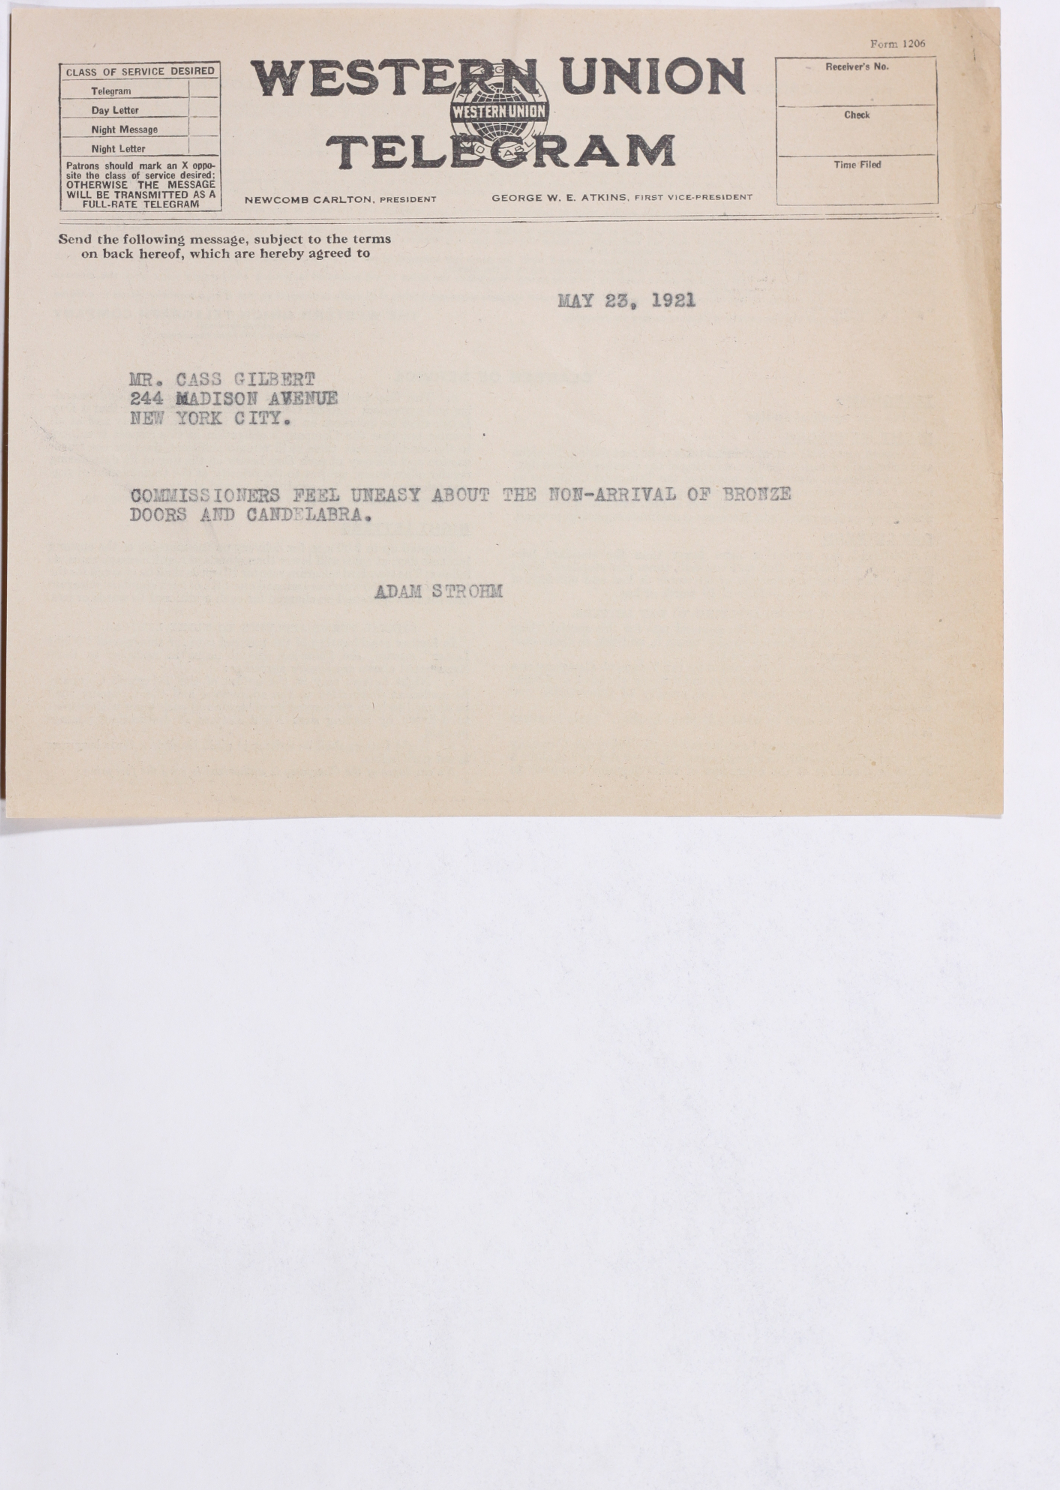 Form 1206
CLASS OF SERVICE DESIRED
Telegram
Day Letter
Night Message
Night Letter
Patrons should mark an X oppo-
site the class of service desired;
OTHERWISE THE MESSAGE
WILL BE TRANSMITTED AS A
FULL-RATE TELEGRAM
WESTERN UNION
WESTERN UNION
TELEGRAM
NEWCOMB CARLTON, PRESIDENT
GEORGE W. E. ATKINS, FIRST VICE-PRESIDENT
Receiver's No.
Check
Time Filed
Send the following message, subject to the terms
on back hereof, which are hereby agreed to
MAY 23, 1921
MR. CASS GILBERT
244 MADISON AVENUE
NEW YORK CITY.
COMMISSIONERS FEEL UNEASY ABOUT THE NON-ARRIVAL OF BRONZE
DOORS AND CANDELABRA.
ADAM STROHM